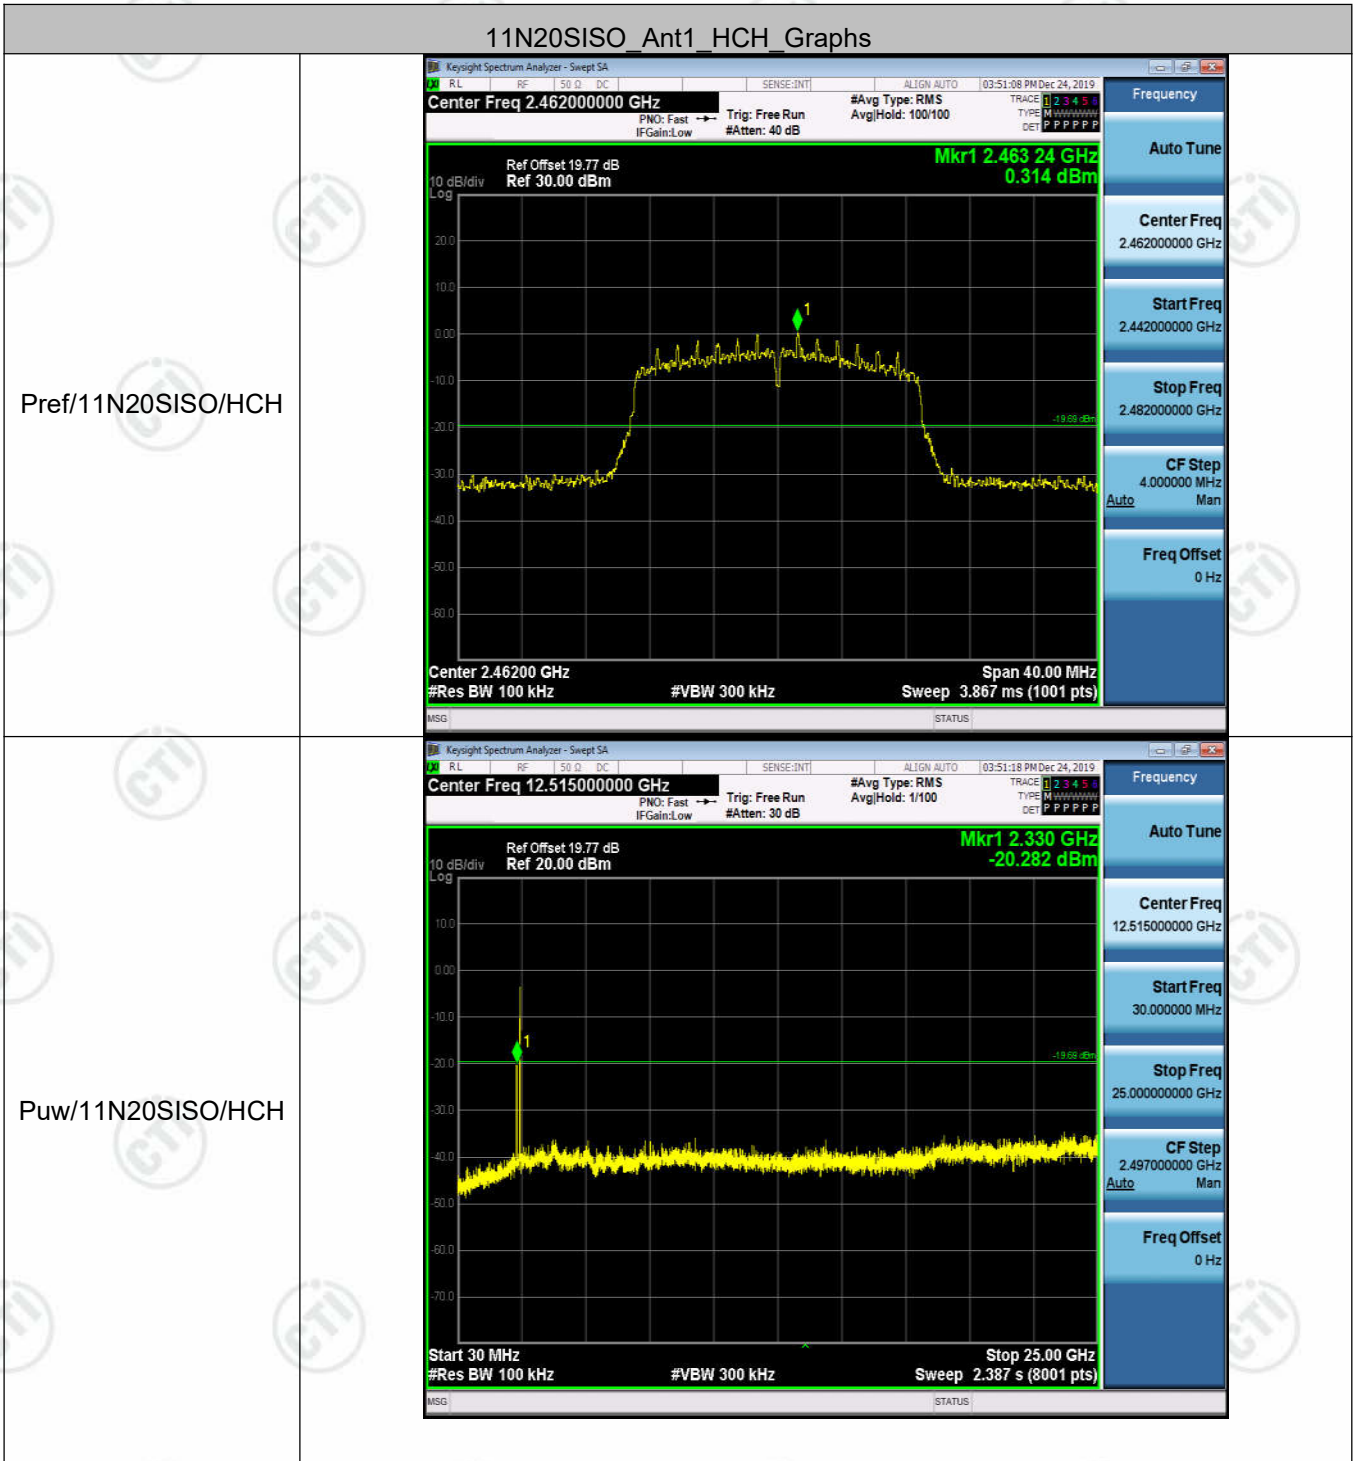 11N20SISO_Ant1_HCH_Graphs
Pref/11N20SISO/HCH
Keysight Spectrum Analyzer - Swept SA
RL RF 50 Ω DC SENSE:INT ALIGN AUTO 03:51:08 PM Dec 24, 2019
Center Freq 2.462000000 GHz
PNO: Fast
IFGain:Low
Trig: Free Run
#Atten: 40 dB
#Avg Type: RMS
Avg|Hold: 100/100
TRACE 1 2 3 4 5 6
TYPE M WWWWW
DET P P P P P P
Mkr1 2.463 24 GHz
0.314 dBm
Ref Offset 19.77 dB
10 dB/div Ref 30.00 dBm
Log
20.0
10.0
0.00
-10.0
-20.0
-30.0
-40.0
-50.0
-60.0
1
-19.69 dBm
Center 2.46200 GHz Span 40.00 MHz
#Res BW 100 kHz #VBW 300 kHz Sweep 3.867 ms (1001 pts)
MSG STATUS
Frequency
Auto Tune
Center Freq
2.462000000 GHz
Start Freq
2.442000000 GHz
Stop Freq
2.482000000 GHz
CF Step
4.000000 MHz
Auto Man
Freq Offset
0 Hz
Puw/11N20SISO/HCH
Keysight Spectrum Analyzer - Swept SA
RL RF 50 Ω DC SENSE:INT ALIGN AUTO 03:51:18 PM Dec 24, 2019
Center Freq 12.515000000 GHz
PNO: Fast
IFGain:Low
Trig: Free Run
#Atten: 30 dB
#Avg Type: RMS
Avg|Hold: 1/100
TRACE 1 2 3 4 5 6
TYPE M WWWWW
DET P P P P P P
Mkr1 2.330 GHz
-20.282 dBm
Ref Offset 19.77 dB
10 dB/div Ref 20.00 dBm
Log
10.0
0.00
-10.0
-20.0
-30.0
-40.0
-50.0
-60.0
-70.0
1
-19.69 dBm
Start 30 MHz Stop 25.00 GHz
#Res BW 100 kHz #VBW 300 kHz Sweep 2.387 s (8001 pts)
MSG STATUS
Frequency
Auto Tune
Center Freq
12.515000000 GHz
Start Freq
30.000000 MHz
Stop Freq
25.000000000 GHz
CF Step
2.497000000 GHz
Auto Man
Freq Offset
0 Hz